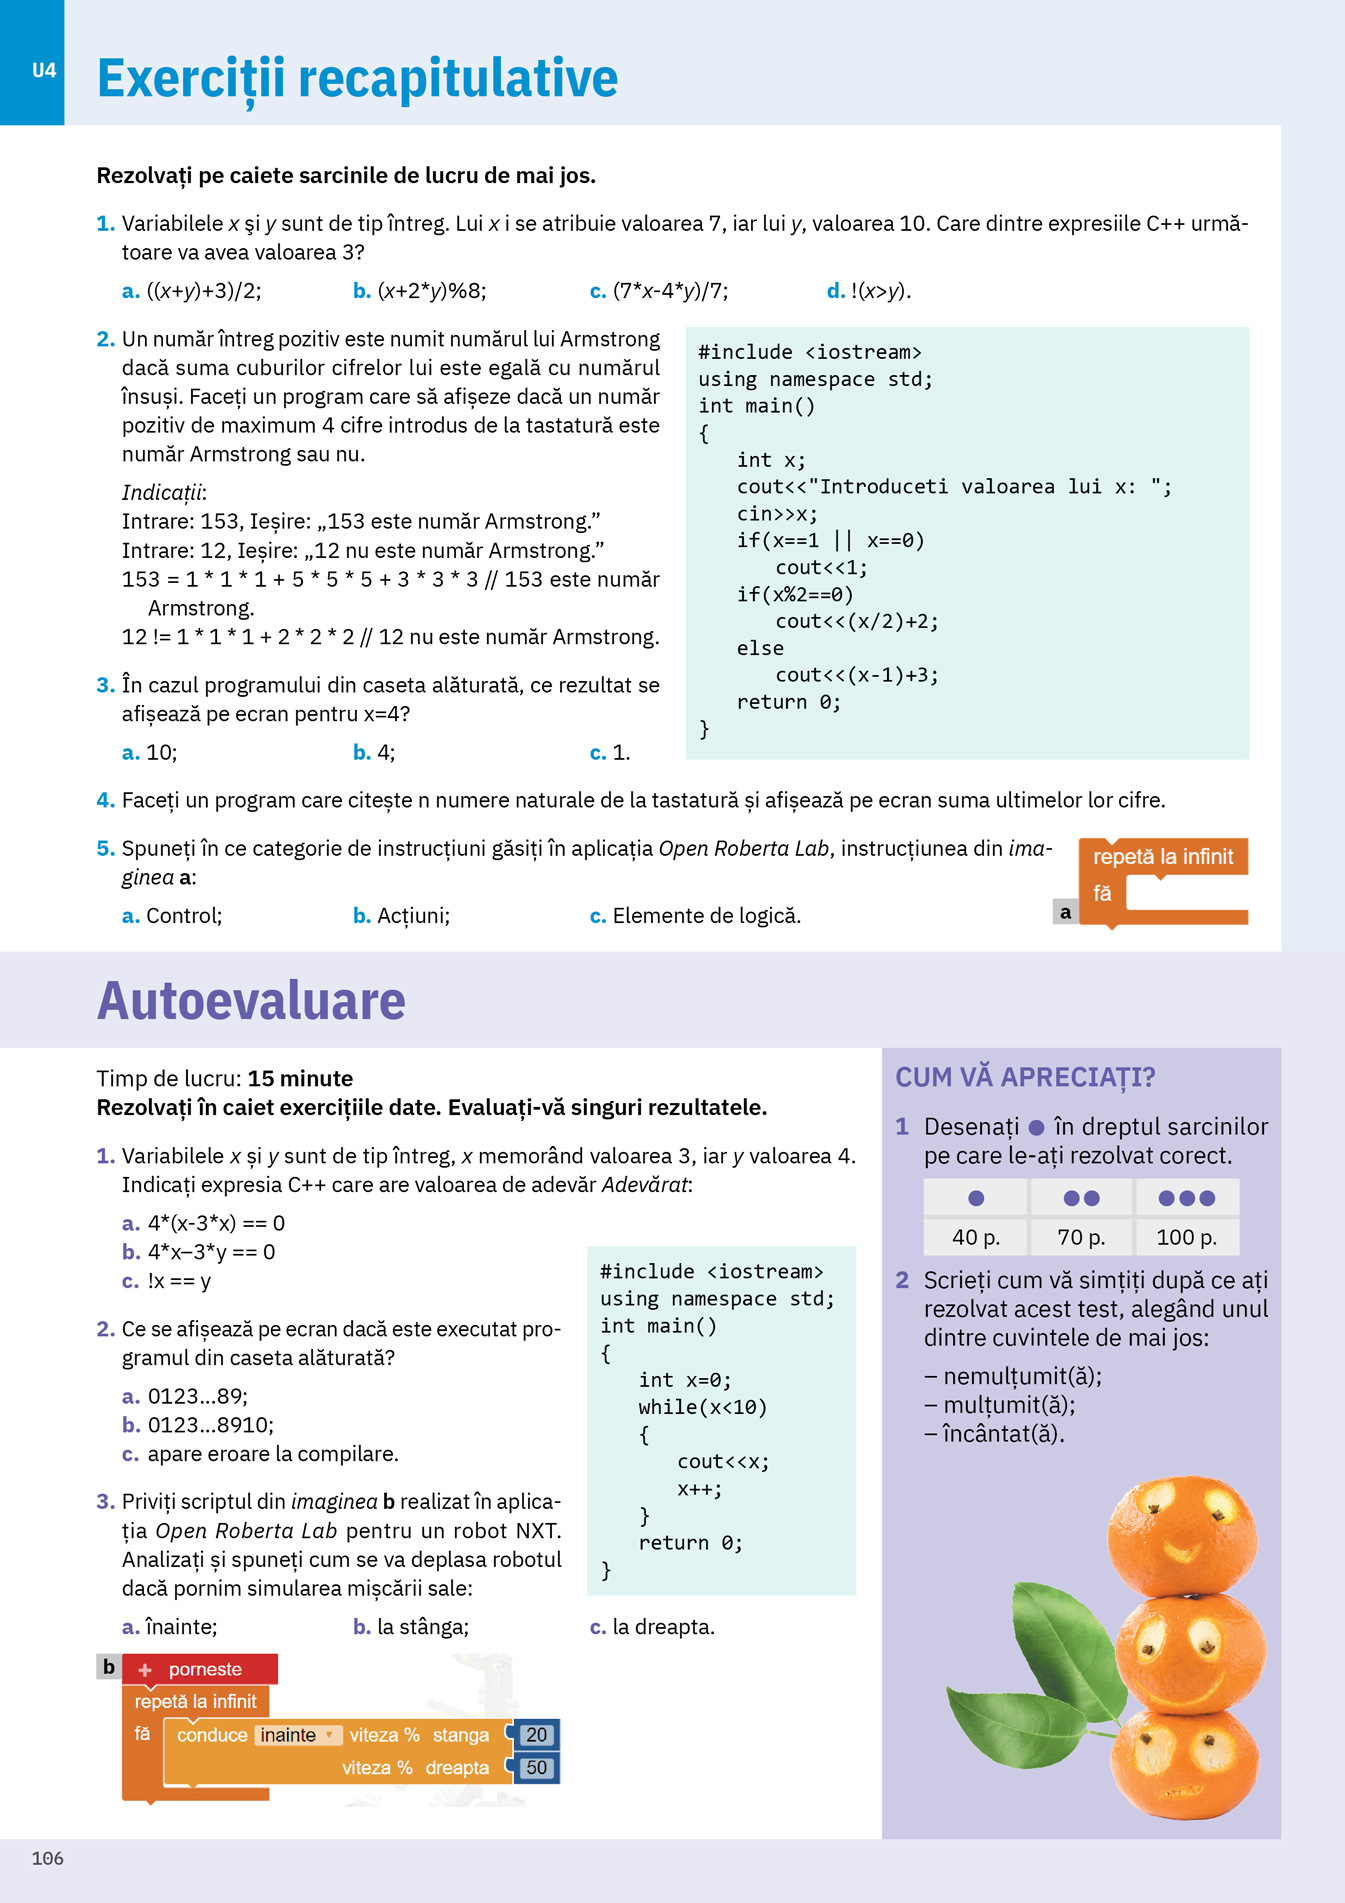 U4
Exerciții recapitulative
Rezolvați pe caiete sarcinile de lucru de mai jos.
1. Variabilele x şi y sunt de tip întreg. Lui x i se atribuie valoarea 7, iar lui y, valoarea 10. Care dintre expresiile C++ urmă-
toare va avea valoarea 3?
a. ((x+y)+3)/2; b. (x+2*y)%8; c. (7*x-4*y)/7; d. !(x>y).
2. Un număr întreg pozitiv este numit numărul lui Armstrong
dacă suma cuburilor cifrelor lui este egală cu numărul
însuși. Faceți un program care să afișeze dacă un număr
pozitiv de maximum 4 cifre introdus de la tastatură este
număr Armstrong sau nu.
Indicații:
Intrare: 153, Ieșire: „153 este număr Armstrong.”
Intrare: 12, Ieșire: „12 nu este număr Armstrong.”
153 = 1 * 1 * 1 + 5 * 5 * 5 + 3 * 3 * 3 // 153 este număr
Armstrong.
12 != 1 * 1 * 1 + 2 * 2 * 2 // 12 nu este număr Armstrong.
3. În cazul programului din caseta alăturată, ce rezultat se
afișează pe ecran pentru x=4?
a. 10; b. 4; c. 1.
#include <iostream>
using namespace std;
int main()
{
int x;
cout<<"Introduceti valoarea lui x: ";
cin>>x;
if(x==1 || x==0)
cout<<1;
if(x%2==0)
cout<<(x/2)+2;
else
cout<<(x-1)+3;
return 0;
}
4. Faceți un program care citește n numere naturale de la tastatură și afișează pe ecran suma ultimelor lor cifre.
5. Spuneți în ce categorie de instrucțiuni găsiți în aplicația Open Roberta Lab, instrucțiunea din ima-
ginea a:
a. Control; b. Acțiuni; c. Elemente de logică.
repetă la infinit
fă
a
Autoevaluare
Timp de lucru: 15 minute
Rezolvați în caiet exercițiile date. Evaluați-vă singuri rezultatele.
1. Variabilele x și y sunt de tip întreg, x memorând valoarea 3, iar y valoarea 4.
Indicați expresia C++ care are valoarea de adevăr Adevărat:
a. 4*(x-3*x) == 0
b. 4*x–3*y == 0
c. !x == y
2. Ce se afișează pe ecran dacă este executat pro-
gramul din caseta alăturată?
a. 0123...89;
b. 0123...8910;
c. apare eroare la compilare.
3. Priviți scriptul din imaginea b realizat în aplica-
ția Open Roberta Lab pentru un robot NXT.
Analizați și spuneți cum se va deplasa robotul
dacă pornim simularea mișcării sale:
a. înainte; b. la stânga; c. la dreapta.
#include <iostream>
using namespace std;
int main()
{
int x=0;
while(x<10)
{
cout<<x;
x++;
}
return 0;
}
b
+ porneste
repetă la infinit
fă conduce inainte viteza % stanga 20
viteza % dreapta 50
CUM VĂ APRECIAȚI?
1 Desenați ● în dreptul sarcinilor
pe care le-ați rezolvat corect.
● ●● ●●●
40 p. 70 p. 100 p.
2 Scrieți cum vă simțiți după ce ați
rezolvat acest test, alegând unul
dintre cuvintele de mai jos:
– nemulțumit(ă);
– mulțumit(ă);
– încântat(ă).
106